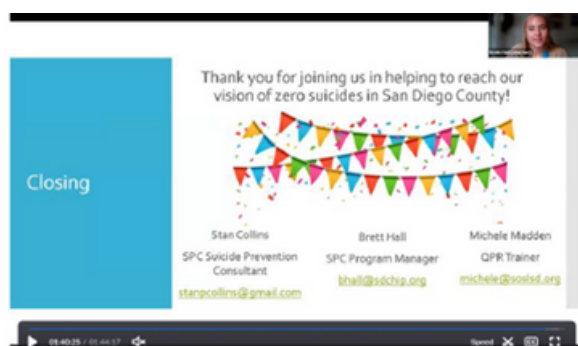 Thank you for joining us in helping to reach our
vision of zero suicides in San Diego County!
Closing
Stan Collins
SPC Suicide Prevention
Consultant
stanpcollins@gmail.com
Brett Hall
SPC Program Manager
bhall@sdchip.org
Michele Madden
QPR Trainer
michele@soslsd.org
01:40:25 / 01:44:17
Speed